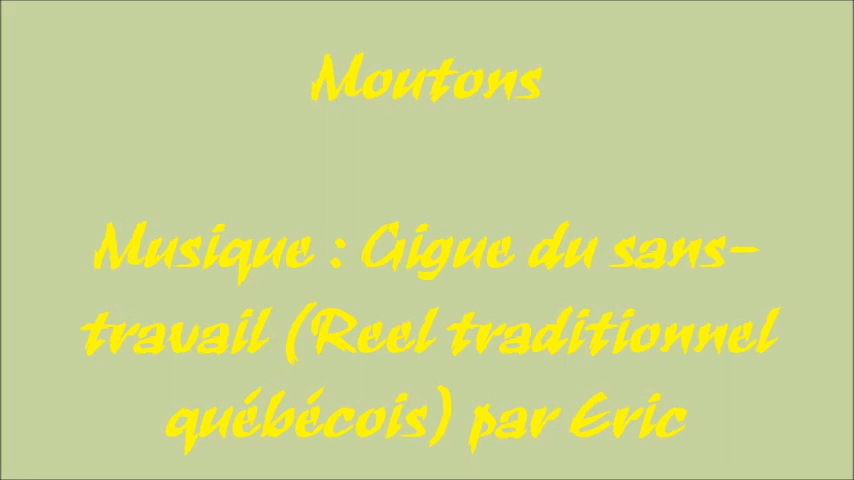 Moutons
Musique : Gigue du sans-
travail (Reel traditionnel
québécois) par Eric